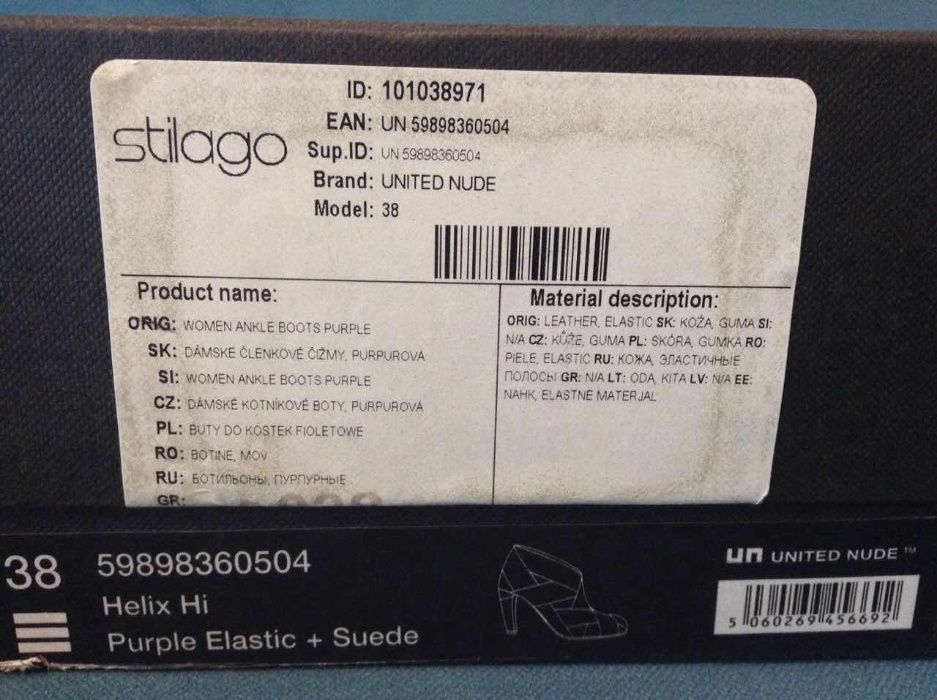 stilago
ID: 101038971
EAN: UN 59898360504
Sup.ID: UN 59898360504
Brand: UNITED NUDE
Model: 38
Product name:
ORIG: WOMEN ANKLE BOOTS PURPLE
SK: DÁMSKE ČLENKOVÉ ČIŽMY, PURPUROVÁ
SI: WOMEN ANKLE BOOTS PURPLE
CZ: DÁMSKÉ KOTNÍKOVÉ BOTY, PURPUROVÁ
PL: BUTY DO KOSTEK FIOLETOWE
RO: BOTINE, MOV
RU: БОТИЛЬОНЫ, ПУРПУРНЫЕ
GR:
Material description:
ORIG: LEATHER, ELASTIC SK: KOŽA, GUMA SI:
N/A CZ: KŮŽE, GUMA PL: SKÓRA, GUMKA RO:
PIELE, ELASTIC RU: КОЖА, ЭЛАСТИЧНЫЕ
ПОЛОСЫ GR: N/A LT: ODA, KITA LV: N/A EE:
NAHK, ELASTNE MATERJAL
38
59898360504
Helix Hi
Purple Elastic + Suede
un UNITED NUDE™
5 060269 456692